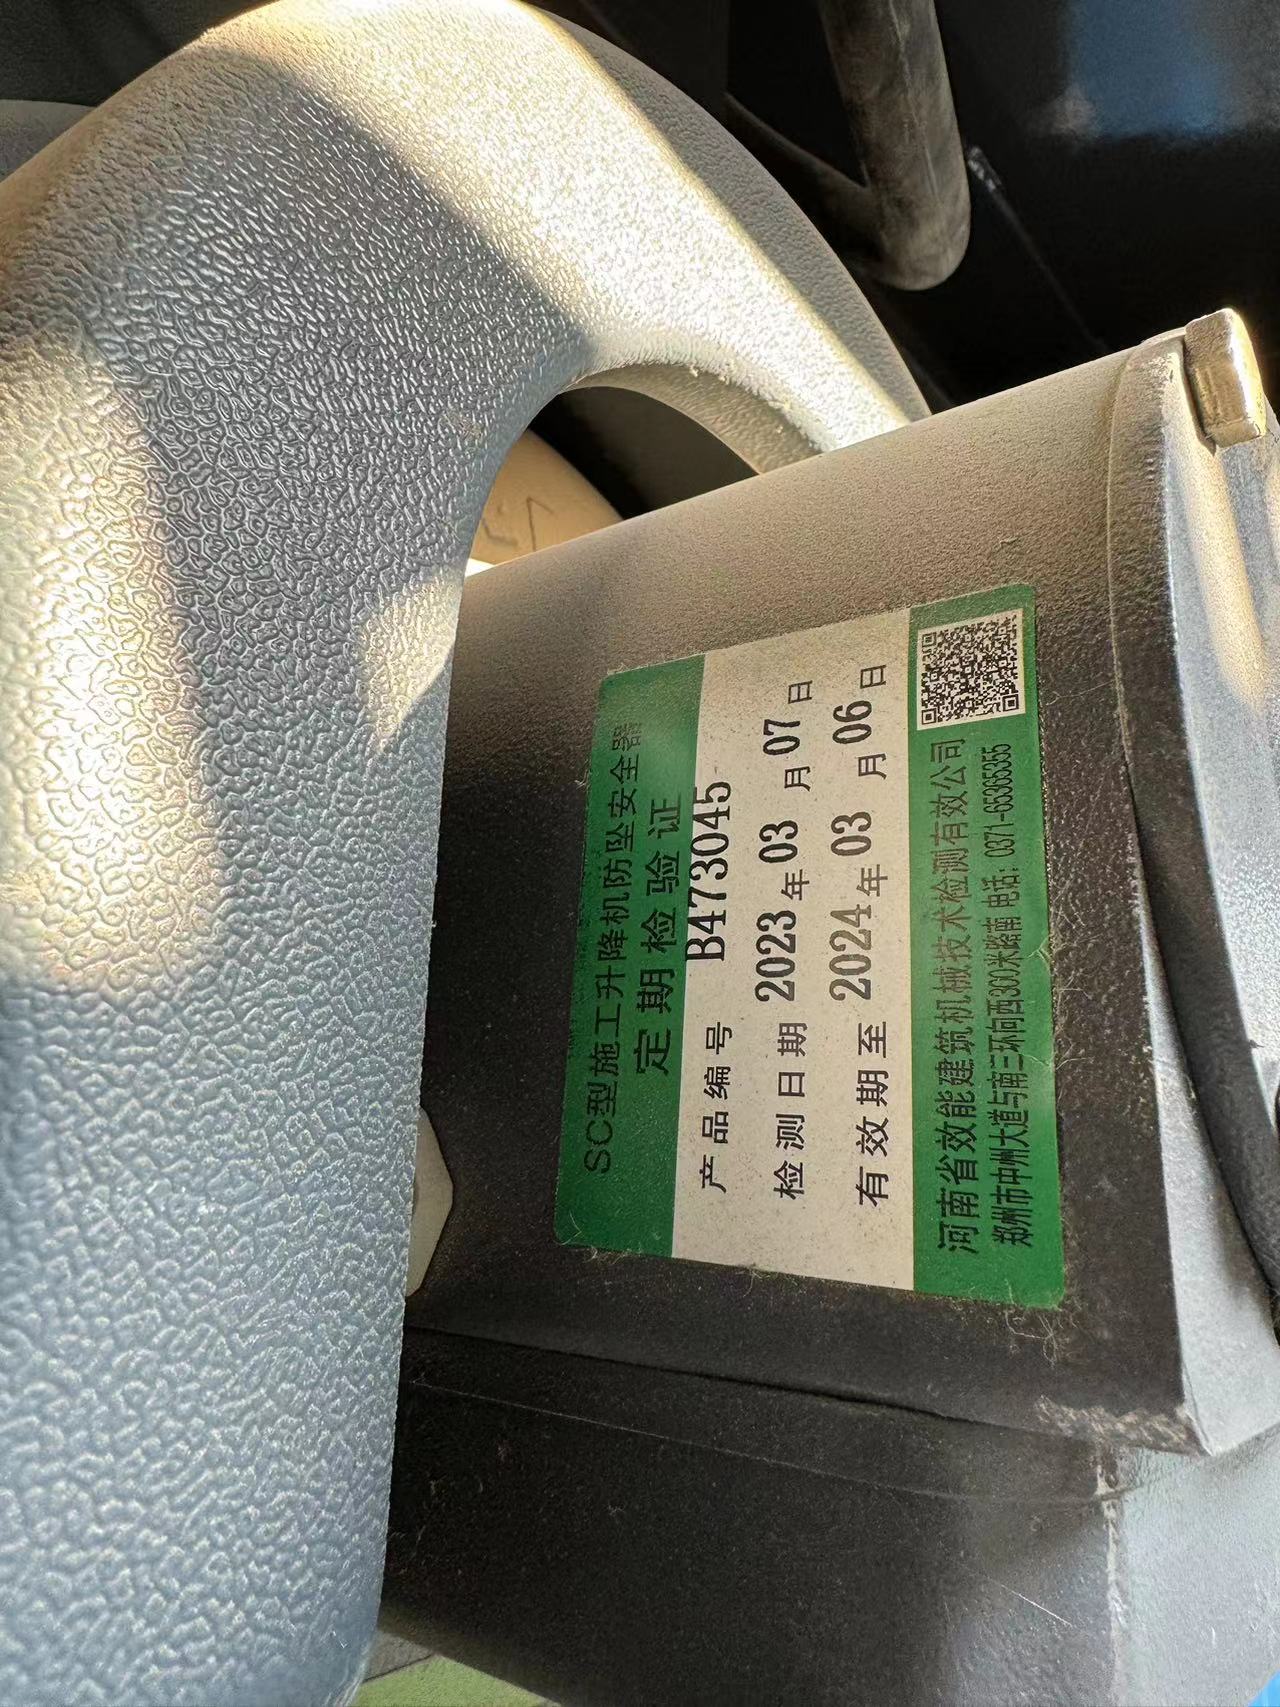 SC型施工升降机防坠安全器
定期检验证
产品编号 B473045
检测日期 2023年03月07日
有效期至 2024年03月06日
河南省效能建筑机械技术检测有效公司
郑州市中州大道与南三环向西300米路南 电话：0371-65365355